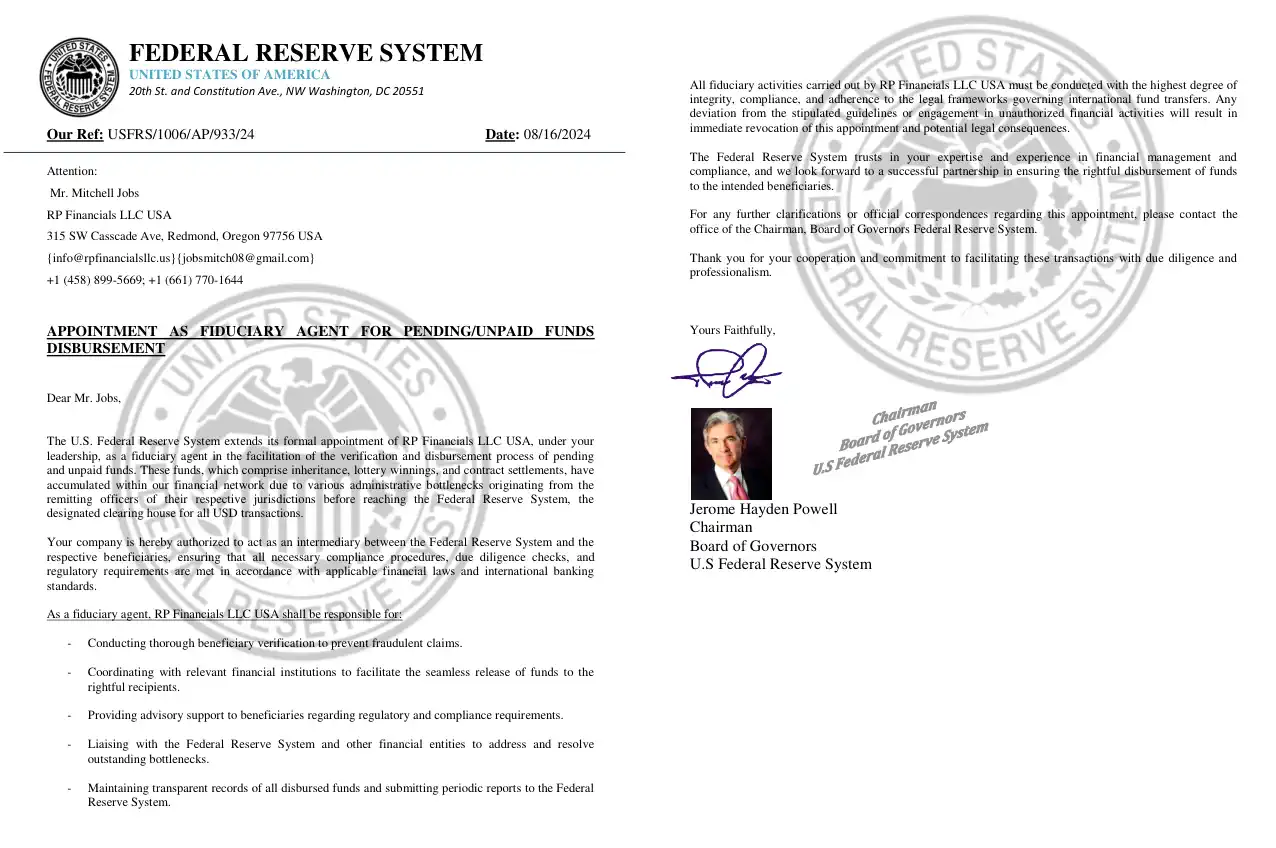 FEDERAL RESERVE SYSTEM
UNITED STATES OF AMERICA
20th St. and Constitution Ave., NW Washington, DC 20551
Our Ref: USFRS/1006/AP/933/24 Date: 08/16/2024
Attention:
Mr. Mitchell Jobs
RP Financials LLC USA
315 SW Casscade Ave, Redmond, Oregon 97756 USA
{info@rpfinancialsllc.us}{jobsmitch08@gmail.com}
+1 (458) 899-5669; +1 (661) 770-1644
APPOINTMENT AS FIDUCIARY AGENT FOR PENDING/UNPAID FUNDS
DISBURSEMENT
Dear Mr. Jobs,
The U.S. Federal Reserve System extends its formal appointment of RP Financials LLC USA, under your
leadership, as a fiduciary agent in the facilitation of the verification and disbursement process of pending
and unpaid funds. These funds, which comprise inheritance, lottery winnings, and contract settlements, have
accumulated within our financial network due to various administrative bottlenecks originating from the
remitting officers of their respective jurisdictions before reaching the Federal Reserve System, the
designated clearing house for all USD transactions.
Your company is hereby authorized to act as an intermediary between the Federal Reserve System and the
respective beneficiaries, ensuring that all necessary compliance procedures, due diligence checks, and
regulatory requirements are met in accordance with applicable financial laws and international banking
standards.
As a fiduciary agent, RP Financials LLC USA shall be responsible for:
- Conducting thorough beneficiary verification to prevent fraudulent claims.
- Coordinating with relevant financial institutions to facilitate the seamless release of funds to the
rightful recipients.
- Providing advisory support to beneficiaries regarding regulatory and compliance requirements.
- Liaising with the Federal Reserve System and other financial entities to address and resolve
outstanding bottlenecks.
- Maintaining transparent records of all disbursed funds and submitting periodic reports to the Federal
Reserve System.
All fiduciary activities carried out by RP Financials LLC USA must be conducted with the highest degree of
integrity, compliance, and adherence to the legal frameworks governing international fund transfers. Any
deviation from the stipulated guidelines or engagement in unauthorized financial activities will result in
immediate revocation of this appointment and potential legal consequences.
The Federal Reserve System trusts in your expertise and experience in financial management and
compliance, and we look forward to a successful partnership in ensuring the rightful disbursement of funds
to the intended beneficiaries.
For any further clarifications or official correspondences regarding this appointment, please contact the
office of the Chairman, Board of Governors Federal Reserve System.
Thank you for your cooperation and commitment to facilitating these transactions with due diligence and
professionalism.
Yours Faithfully,
Chairman
Board of Governors
U.S Federal Reserve System
Jerome Hayden Powell
Chairman
Board of Governors
U.S Federal Reserve System
UNITED STATES
FEDERAL RESERVE SYSTEM
UNITED STATES
FEDERAL RESERVE SYSTEM
UNITED STATES
FEDERAL RESERVE SYSTEM